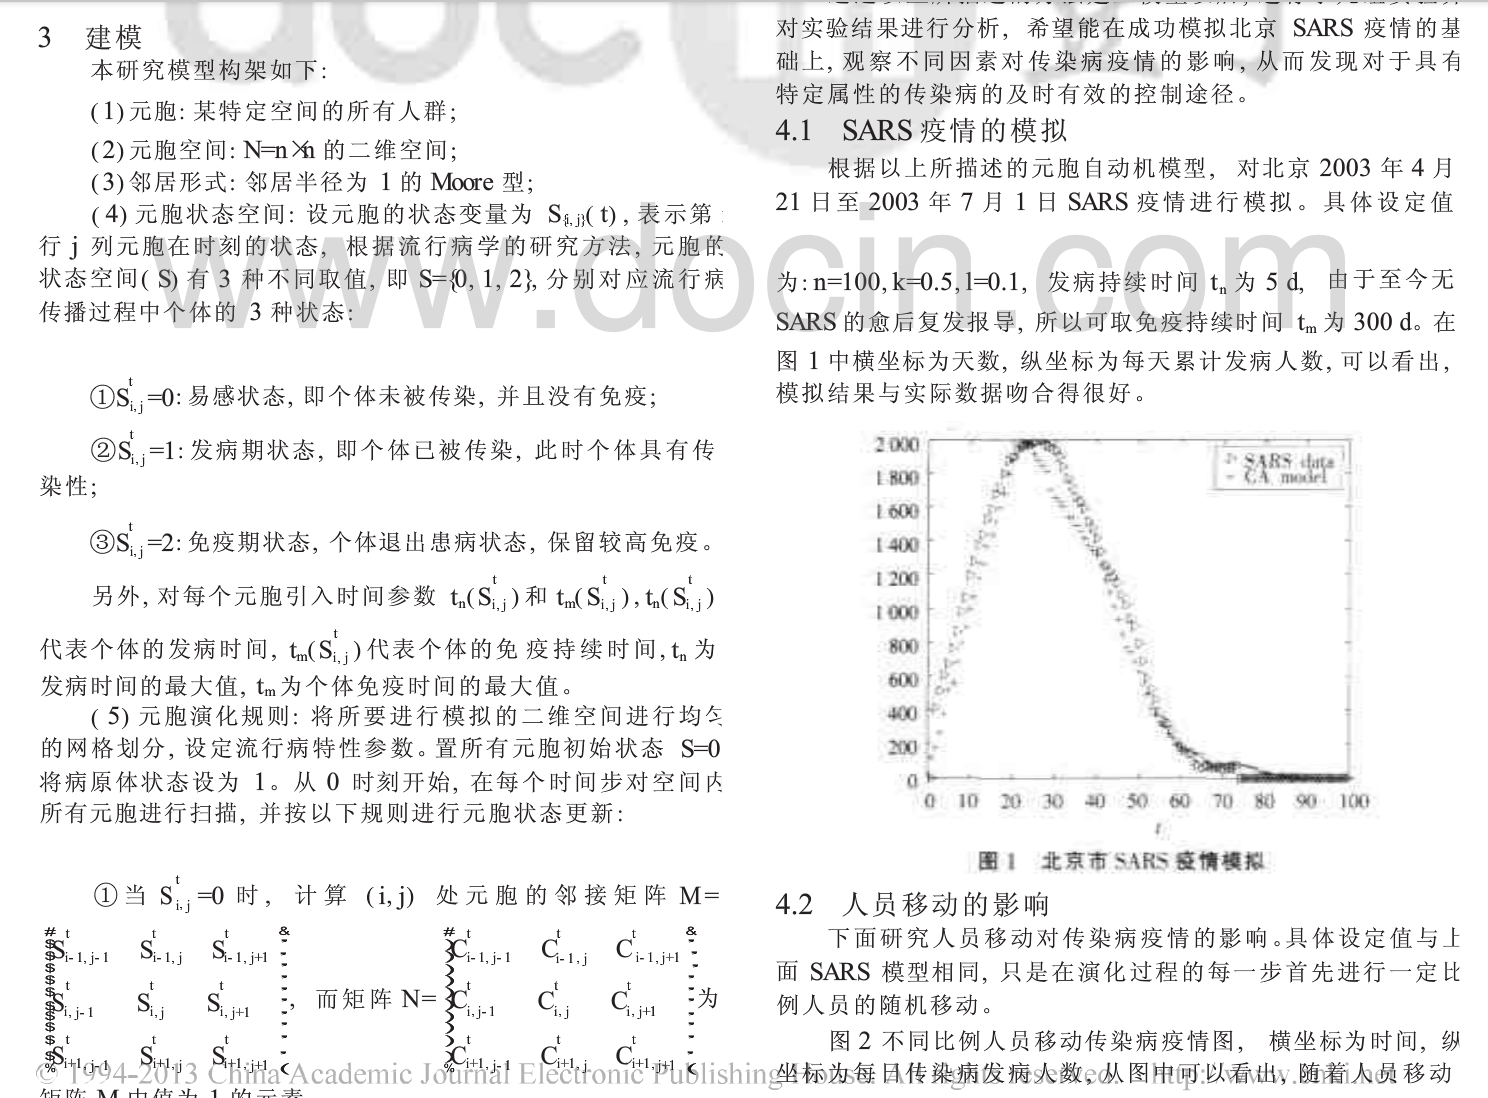 3 建模
本研究模型构架如下:
(1)元胞: 某特定空间的所有人群;
(2)元胞空间: N=n×n 的二维空间;
(3)邻居形式: 邻居半径为 1 的 Moore 型;
(4)元胞状态空间: 设元胞的状态变量为 S{i,j}(t), 表示第
行 j 列元胞在时刻的状态, 根据流行病学的研究方法, 元胞的
状态空间(S)有 3 种不同取值, 即 S={0, 1, 2}, 分别对应流行病
传播过程中个体的 3 种状态:
①S^t_{i,j}=0: 易感状态, 即个体未被传染, 并且没有免疫;
②S^t_{i,j}=1: 发病期状态, 即个体已被传染, 此时个体具有传
染性;
③S^t_{i,j}=2: 免疫期状态, 个体退出患病状态, 保留较高免疫。
另外, 对每个元胞引入时间参数 tn(S^t_{i,j})和 tm(S^t_{i,j}), tn(S^t_{i,j})
代表个体的发病时间, tm(S^t_{i,j})代表个体的免疫持续时间, tn 为
发病时间的最大值, tm为个体免疫时间的最大值。
(5)元胞演化规则: 将所要进行模拟的二维空间进行均匀
的网格划分, 设定流行病特性参数。置所有元胞初始状态 S=0
将病原体状态设为 1。从 0 时刻开始, 在每个时间步对空间内
所有元胞进行扫描, 并按以下规则进行元胞状态更新:
①当 S^t_{i,j}=0 时, 计算 (i,j) 处元胞的邻接矩阵 M=
S^t_{i-1,j-1} S^t_{i-1,j} S^t_{i-1,j+1} C^t_{i-1,j-1} C^t_{i-1,j} C^t_{i-1,j+1}
S^t_{i,j-1} S^t_{i,j} S^t_{i,j+1} , 而矩阵 N= C^t_{i,j-1} C^t_{i,j} C^t_{i,j+1} 为
S^t_{i+1,j-1} S^t_{i+1,j} S^t_{i+1,j+1} C^t_{i+1,j-1} C^t_{i+1,j} C^t_{i+1,j+1}
对实验结果进行分析, 希望能在成功模拟北京 SARS 疫情的基
础上, 观察不同因素对传染病疫情的影响, 从而发现对于具有
特定属性的传染病的及时有效的控制途径。
4.1 SARS 疫情的模拟
根据以上所描述的元胞自动机模型, 对北京 2003 年 4 月
21 日至 2003 年 7 月 1 日 SARS 疫情进行模拟。具体设定值
为: n=100, k=0.5, l=0.1, 发病持续时间 tn 为 5 d, 由于至今无
SARS 的愈后复发报导, 所以可取免疫持续时间 tm 为 300 d。在
图 1 中横坐标为天数, 纵坐标为每天累计发病人数, 可以看出,
模拟结果与实际数据吻合得很好。
2 000
1 800
1 600
1 400
1 200
1 000
800
600
400
200
0
SARS data
CA model
0 10 20 30 40 50 60 70 80 90 100
t
图 1 北京市 SARS 疫情模拟
4.2 人员移动的影响
下面研究人员移动对传染病疫情的影响。具体设定值与上
面 SARS 模型相同, 只是在演化过程的每一步首先进行一定比
例人员的随机移动。
图 2 不同比例人员移动传染病疫情图, 横坐标为时间, 纵
坐标为每日传染病发病人数, 从图中可以看出, 随着人员移动
www.docin.com
© 1994-2013 China Academic Journal Electronic Publishing House. All rights reserved. http://www.cnki.net